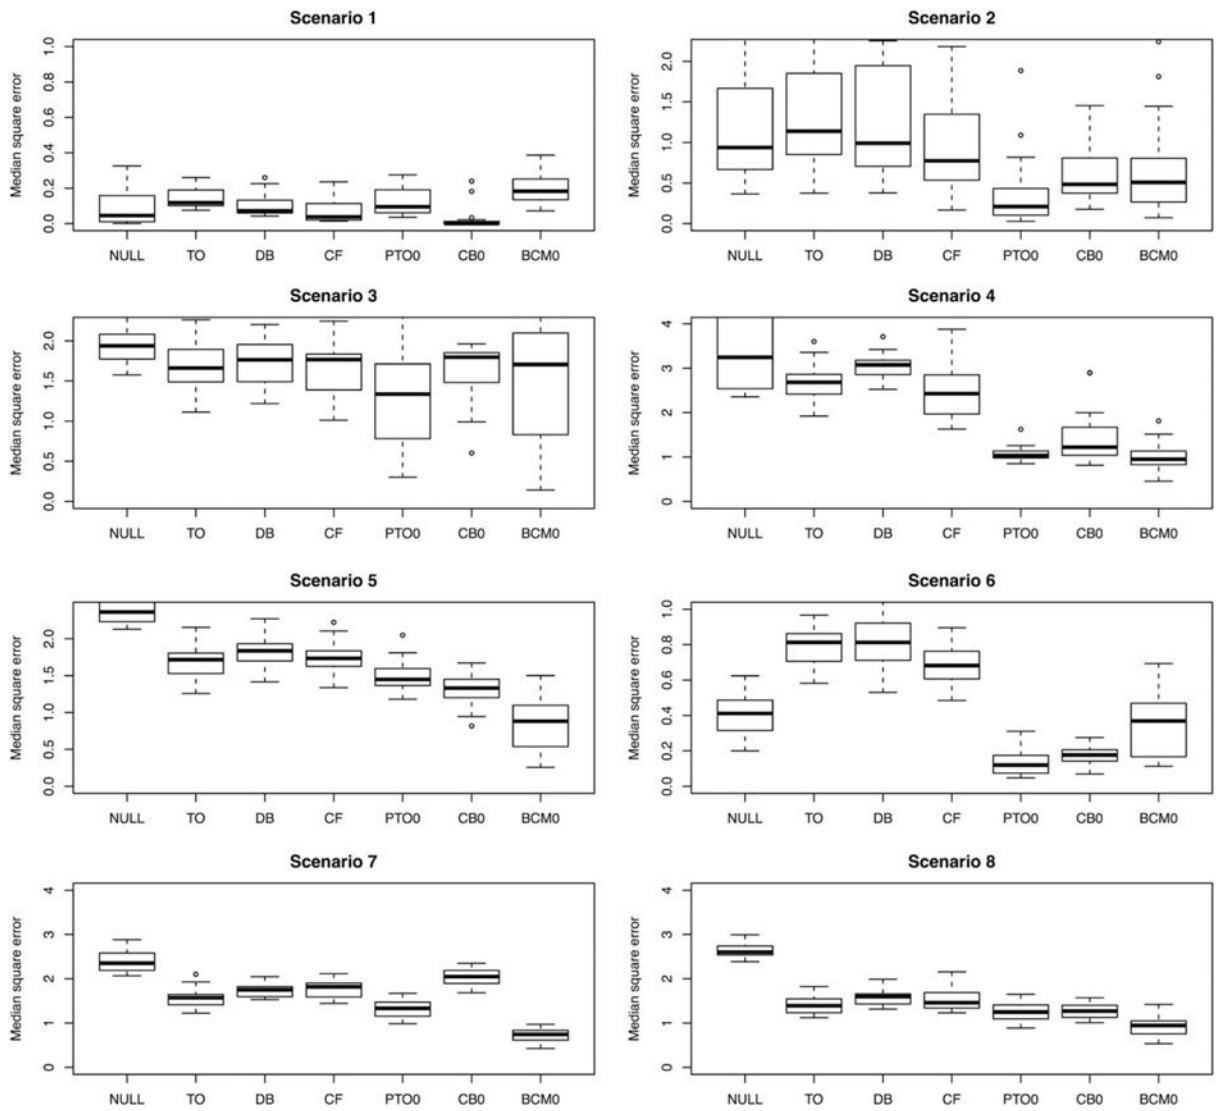 Scenario 1
Median square error
0.0 0.2 0.4 0.6 0.8 1.0
NULL TO DB CF PTO0 CB0 BCM0
Scenario 2
Median square error
0.0 0.5 1.0 1.5 2.0
NULL TO DB CF PTO0 CB0 BCM0
Scenario 3
Median square error
0.0 0.5 1.0 1.5 2.0
NULL TO DB CF PTO0 CB0 BCM0
Scenario 4
Median square error
0 1 2 3 4
NULL TO DB CF PTO0 CB0 BCM0
Scenario 5
Median square error
0.0 0.5 1.0 1.5 2.0
NULL TO DB CF PTO0 CB0 BCM0
Scenario 6
Median square error
0.0 0.2 0.4 0.6 0.8 1.0
NULL TO DB CF PTO0 CB0 BCM0
Scenario 7
Median square error
0 1 2 3 4
NULL TO DB CF PTO0 CB0 BCM0
Scenario 8
Median square error
0 1 2 3 4
NULL TO DB CF PTO0 CB0 BCM0